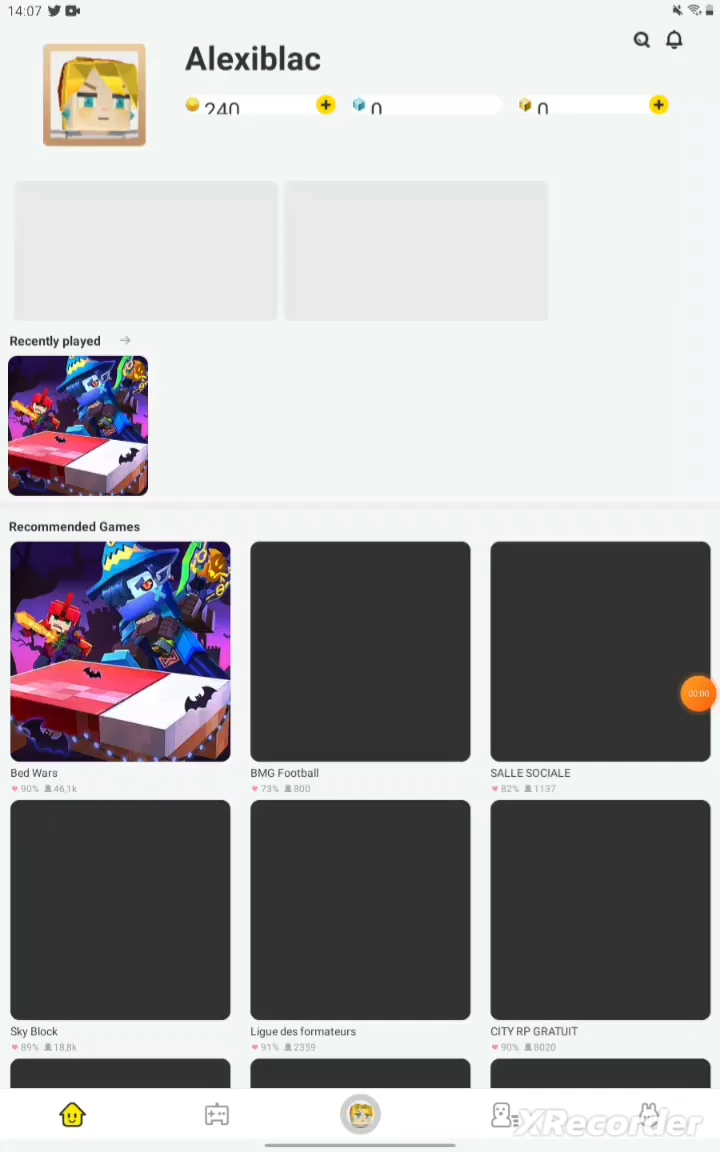 14:07
Alexiblac
240
0
0
Recently played
Recommended Games
00:00
Bed Wars
BMG Football
SALLE SOCIALE
90% 46,1k
73% 800
82% 1137
Sky Block
Ligue des formateurs
CITY RP GRATUIT
89% 18,8k
91% 2359
90% 8020
XRecorder